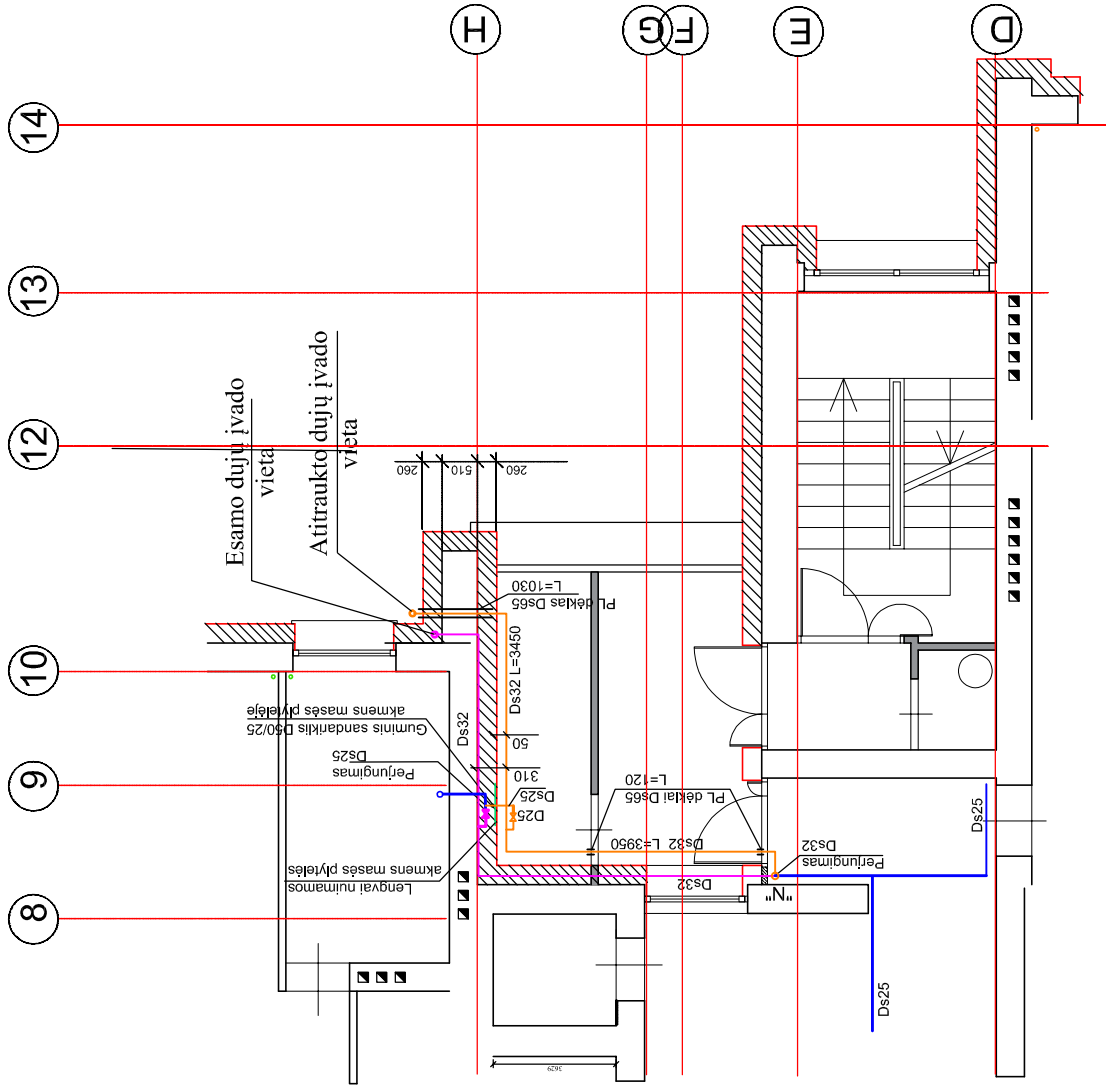 H
G
F
E
D
14
13
12
10
9
8
Esamo dujų įvado
vieta
Atitraukto dujų įvado
vieta
260
510
260
PL dėklas Ds65
L=1030
Ds32 L=3450
Guminis sandariklis D50/25
akmens masės plytelėje
Ds32
50
Perjungimas
Ds25
310
Ds25
D25
PL dėklai Ds65
L=120
Ds32 L=3950
Lengvai nuimamos
akmens masės plytelės
Ds32
Perjungimas
Ds32
Ds25
"N"
Ds25
3629